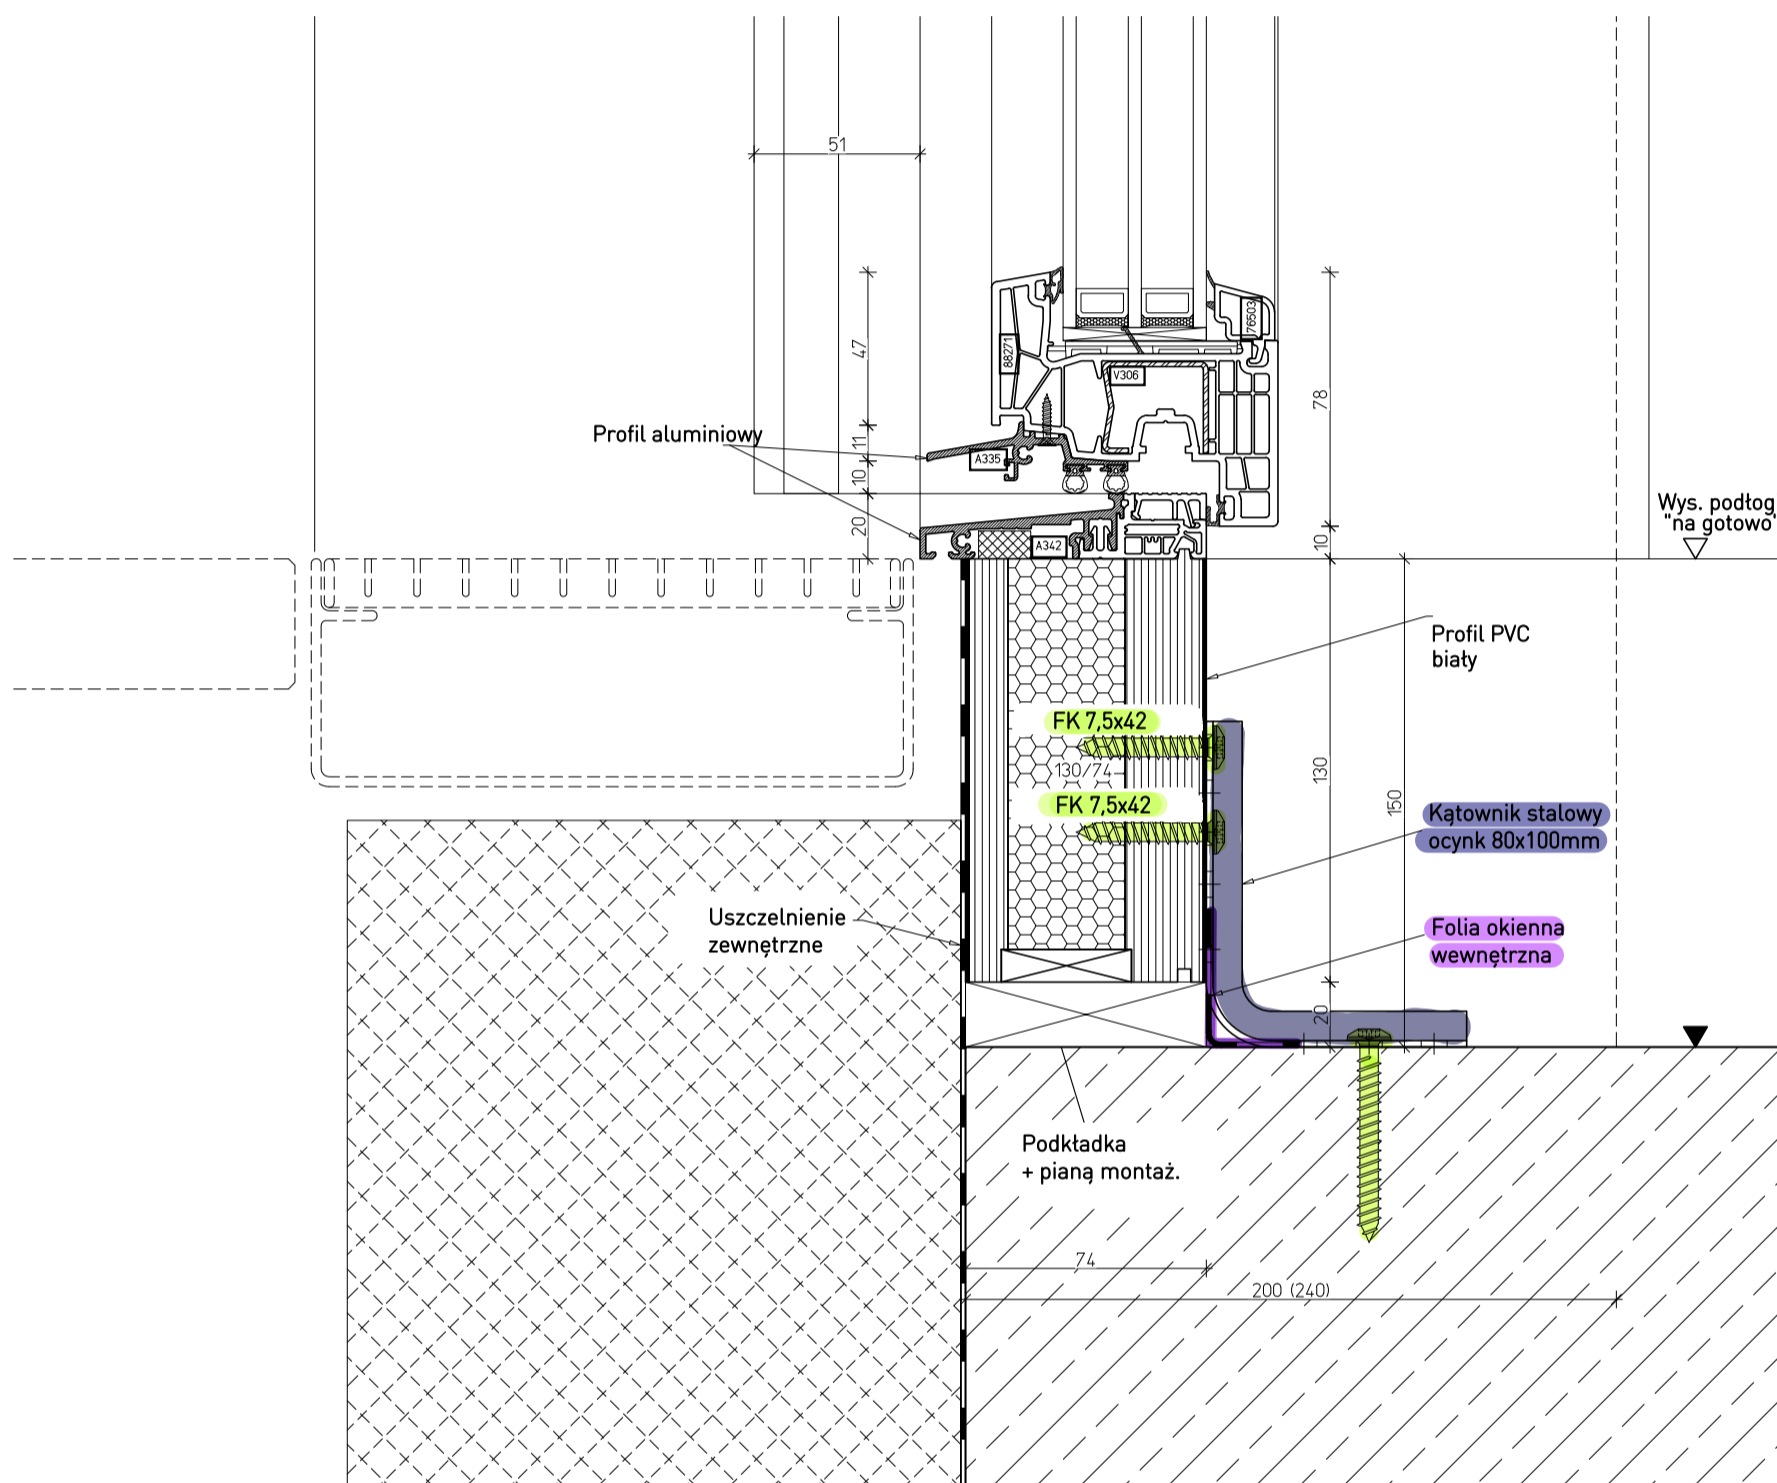 51
47
88271
76503
V306
78
Profil aluminiowy
11
A335
10
20
A342
10
Wys. podłog
"na gotowo"
Profil PVC
biały
FK 7,5x42
130/74
130
FK 7,5x42
150
Kątownik stalowy
ocynk 80x100mm
Uszczelnienie
zewnętrzne
Folia okienna
wewnętrzna
20
Podkładka
+ pianą montaż.
74
200 (240)